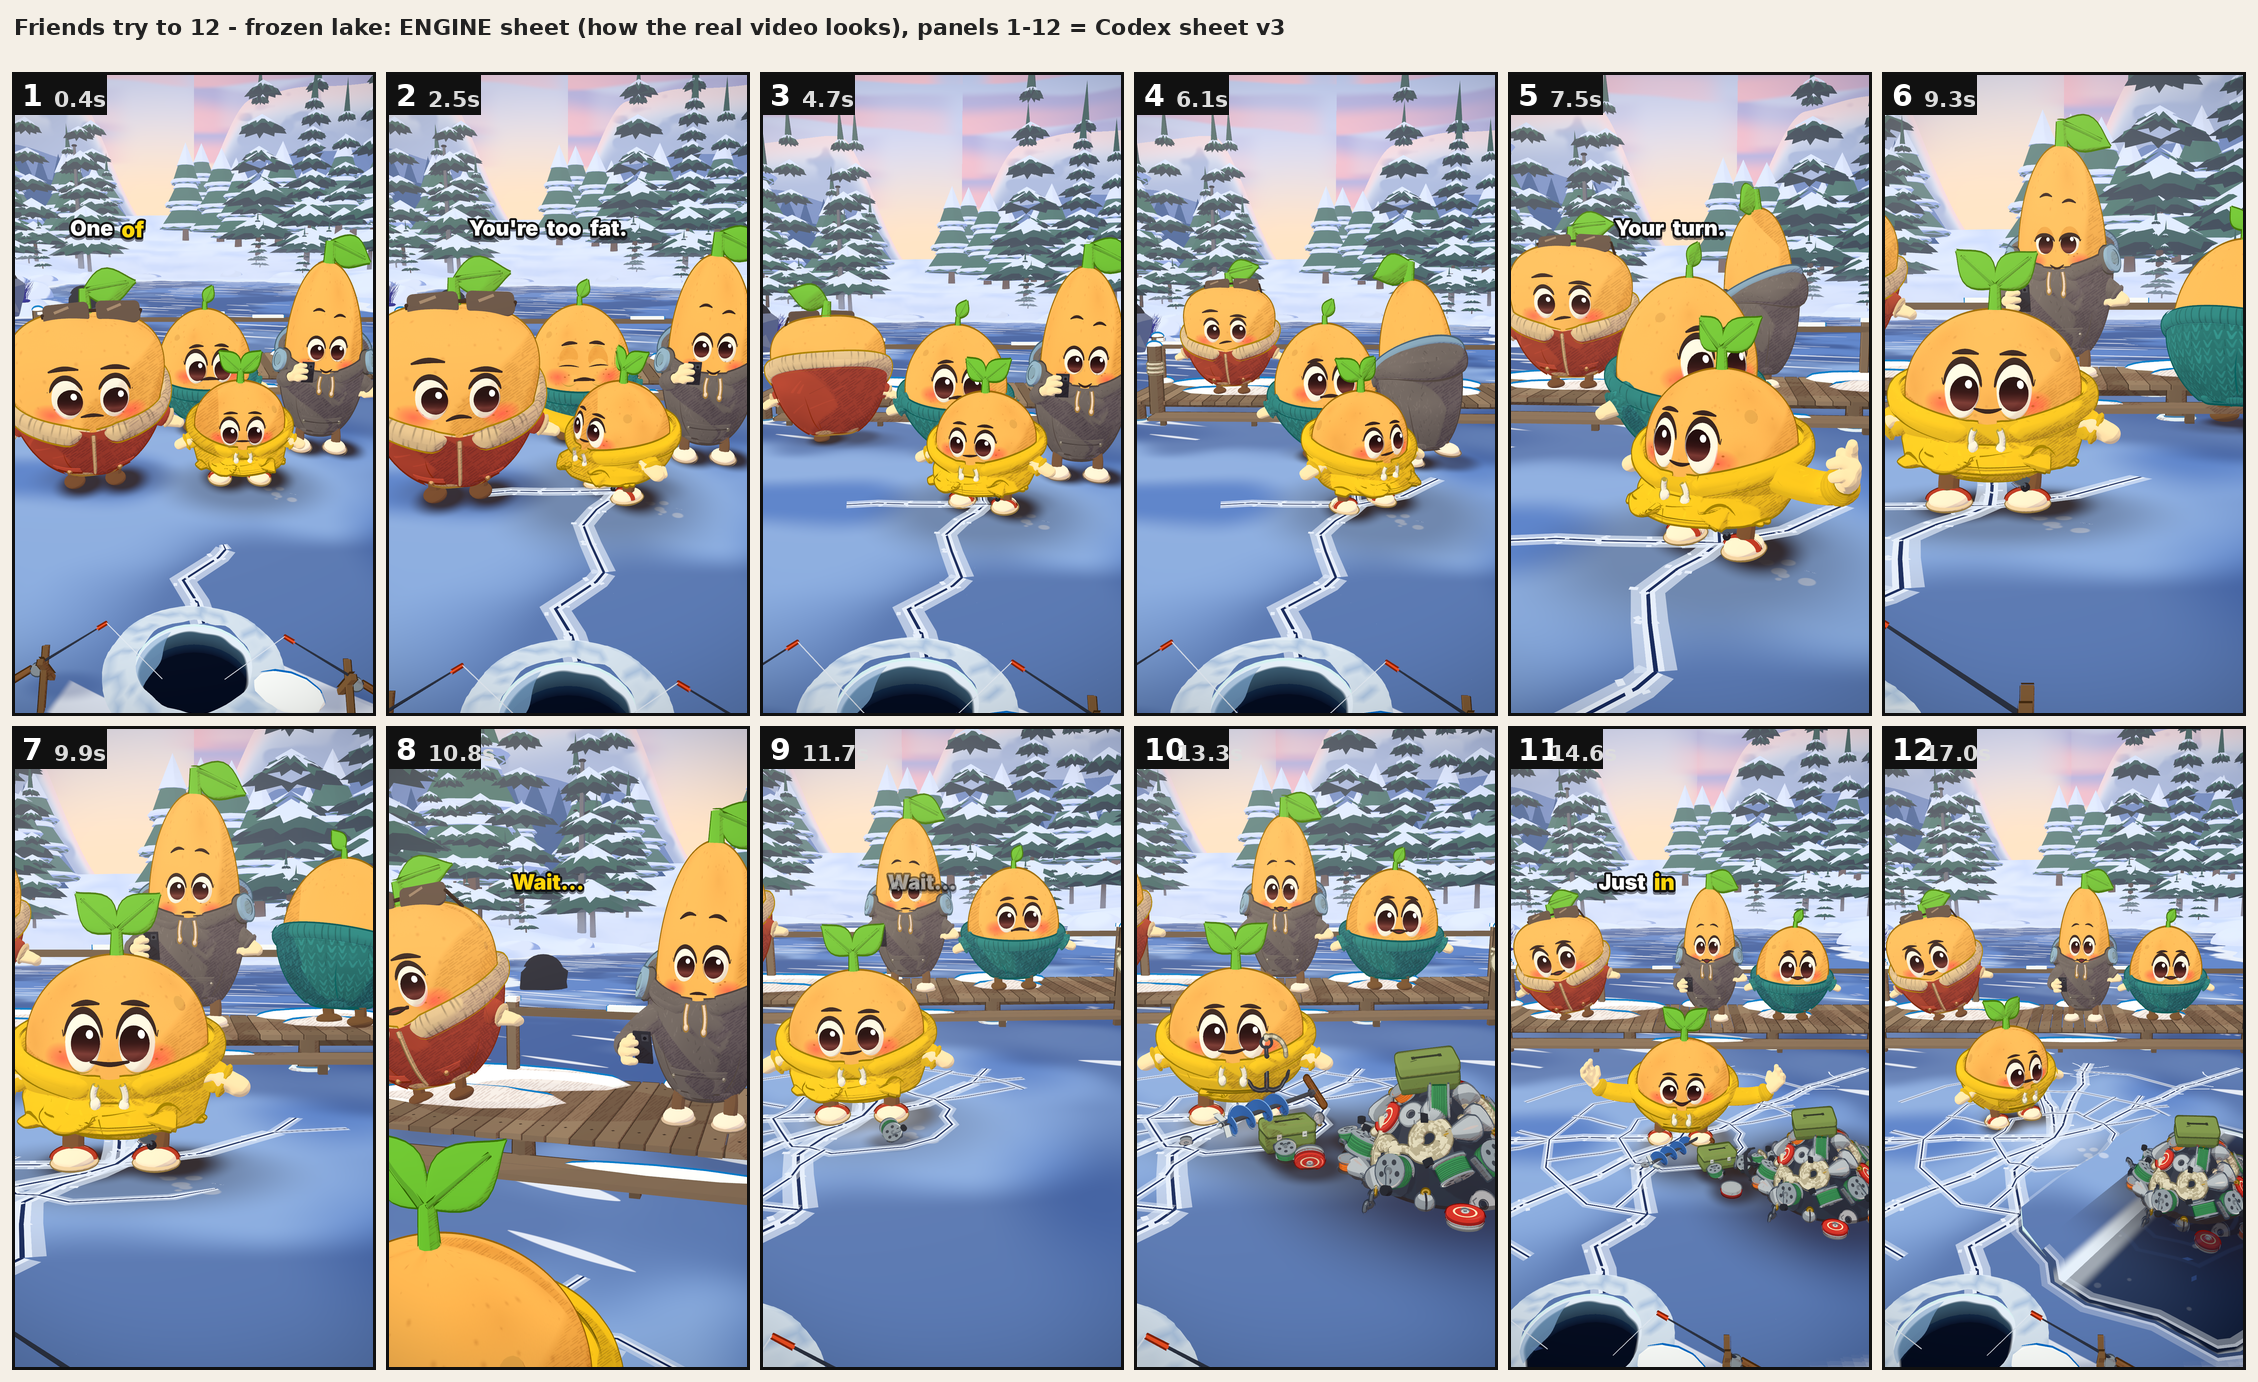 Friends try to 12 - frozen lake: ENGINE sheet (how the real video looks), panels 1-12 = Codex sheet v3
1 0.4s
One of
2 2.5s
You're too fat.
3 4.7s
4 6.1s
5 7.5s
Your turn.
6 9.3s
7 9.9s
8 10.8s
Wait...
9 11.7
Wait...
10 13.3
11 14.6s
Just in
12 17.0s